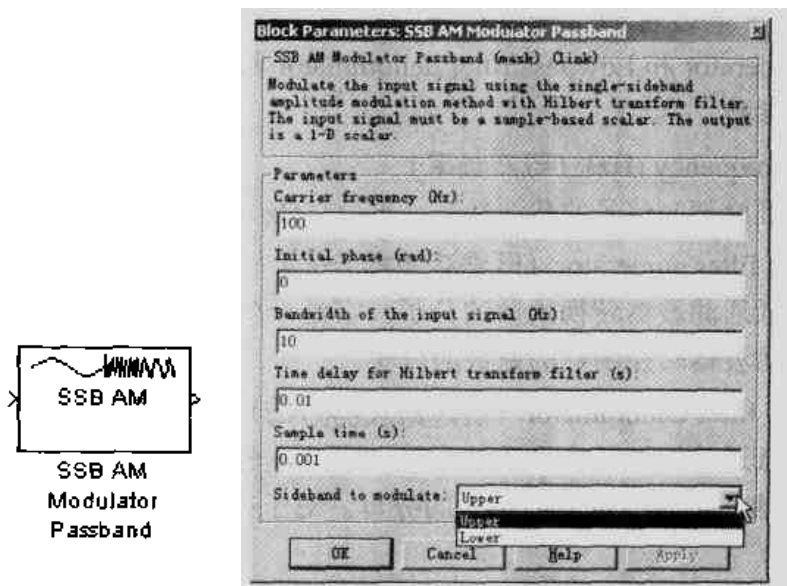 SSB AM
SSB AM
Modulator
Passband
Block Parameters: SSB AM Modulator Passband
SSB AM Modulator Passband (mask) (link)
Modulate the input signal using the single-sideband
amplitude modulation method with Hilbert transform filter.
The input signal must be a sample-based scalar. The output
is a 1-D scalar.
Parameters
Carrier frequency (Hz):
100
Initial phase (rad):
0
Bandwidth of the input signal (Hz):
10
Time delay for Hilbert transform filter (s):
0.01
Sample time (s):
0.001
Sideband to modulate: Upper
Upper
Lower
OK Cancel Help Apply